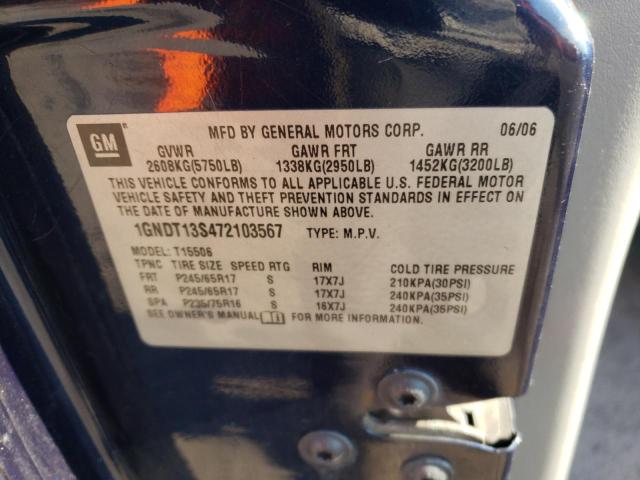 GM MFD BY GENERAL MOTORS CORP. 06/06
GVWR GAWR FRT GAWR RR
2608KG(5750LB) 1338KG(2950LB) 1452KG(3200LB)
THIS VEHICLE CONFORMS TO ALL APPLICABLE U.S. FEDERAL MOTOR
VEHICLE SAFETY AND THEFT PREVENTION STANDARDS IN EFFECT ON
THE DATE OF MANUFACTURE SHOWN ABOVE.
1GNDT13S472103567 TYPE: M.P.V.
MODEL: T15506
TPNC TIRE SIZE SPEED RTG RIM COLD TIRE PRESSURE
FRT P245/65R17 S 17X7J 210KPA(30PSI)
RR P245/65R17 S 17X7J 240KPA(35PSI)
SPA P235/75R16 S 16X7J 240KPA(35PSI)
SEE OWNER'S MANUAL FOR MORE INFORMATION.